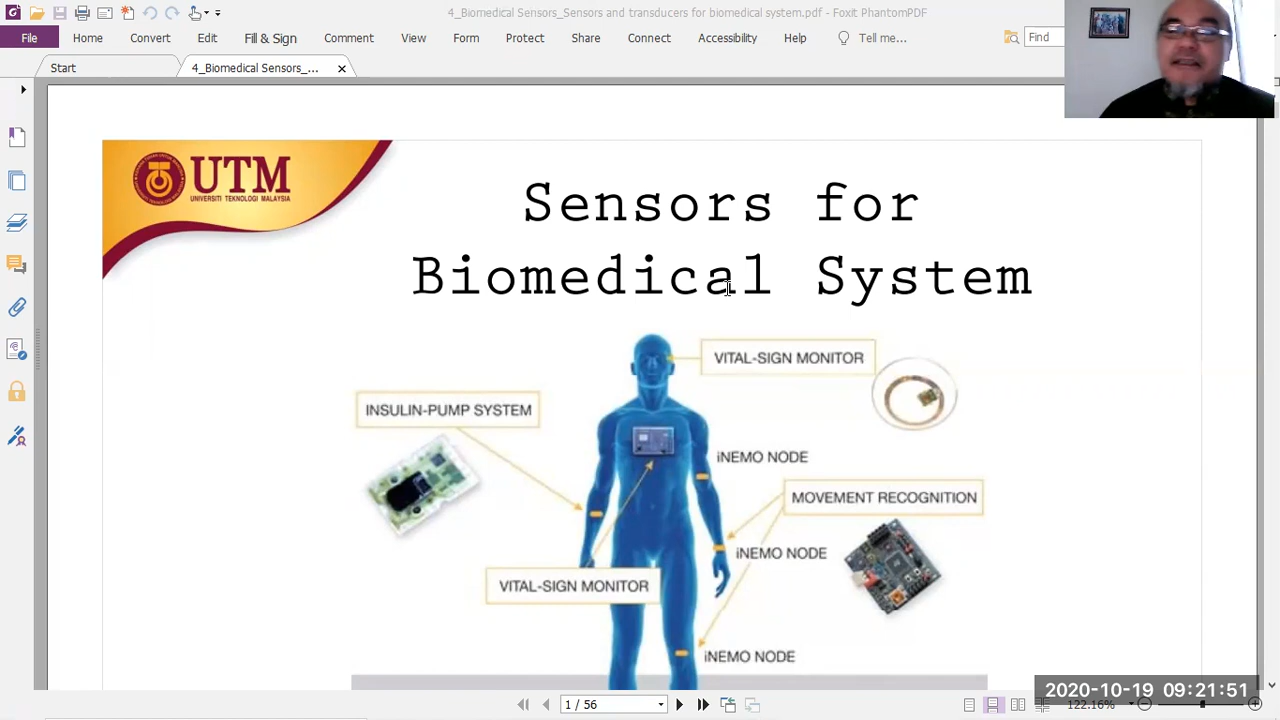 4_Biomedical Sensors_Sensors and transducers for biomedical system.pdf - Foxit PhantomPDF
File Home Convert Edit Fill & Sign Comment View Form Protect Share Connect Accessibility Help Tell me... Find
Start 4_Biomedical Sensors_...
UTM
UNIVERSITI TEKNOLOGI MALAYSIA
Sensors for
Biomedical System
VITAL-SIGN MONITOR
INSULIN-PUMP SYSTEM
iNEMO NODE
MOVEMENT RECOGNITION
iNEMO NODE
VITAL-SIGN MONITOR
iNEMO NODE
2020-10-19 09:21:51
1 / 56
122.16%